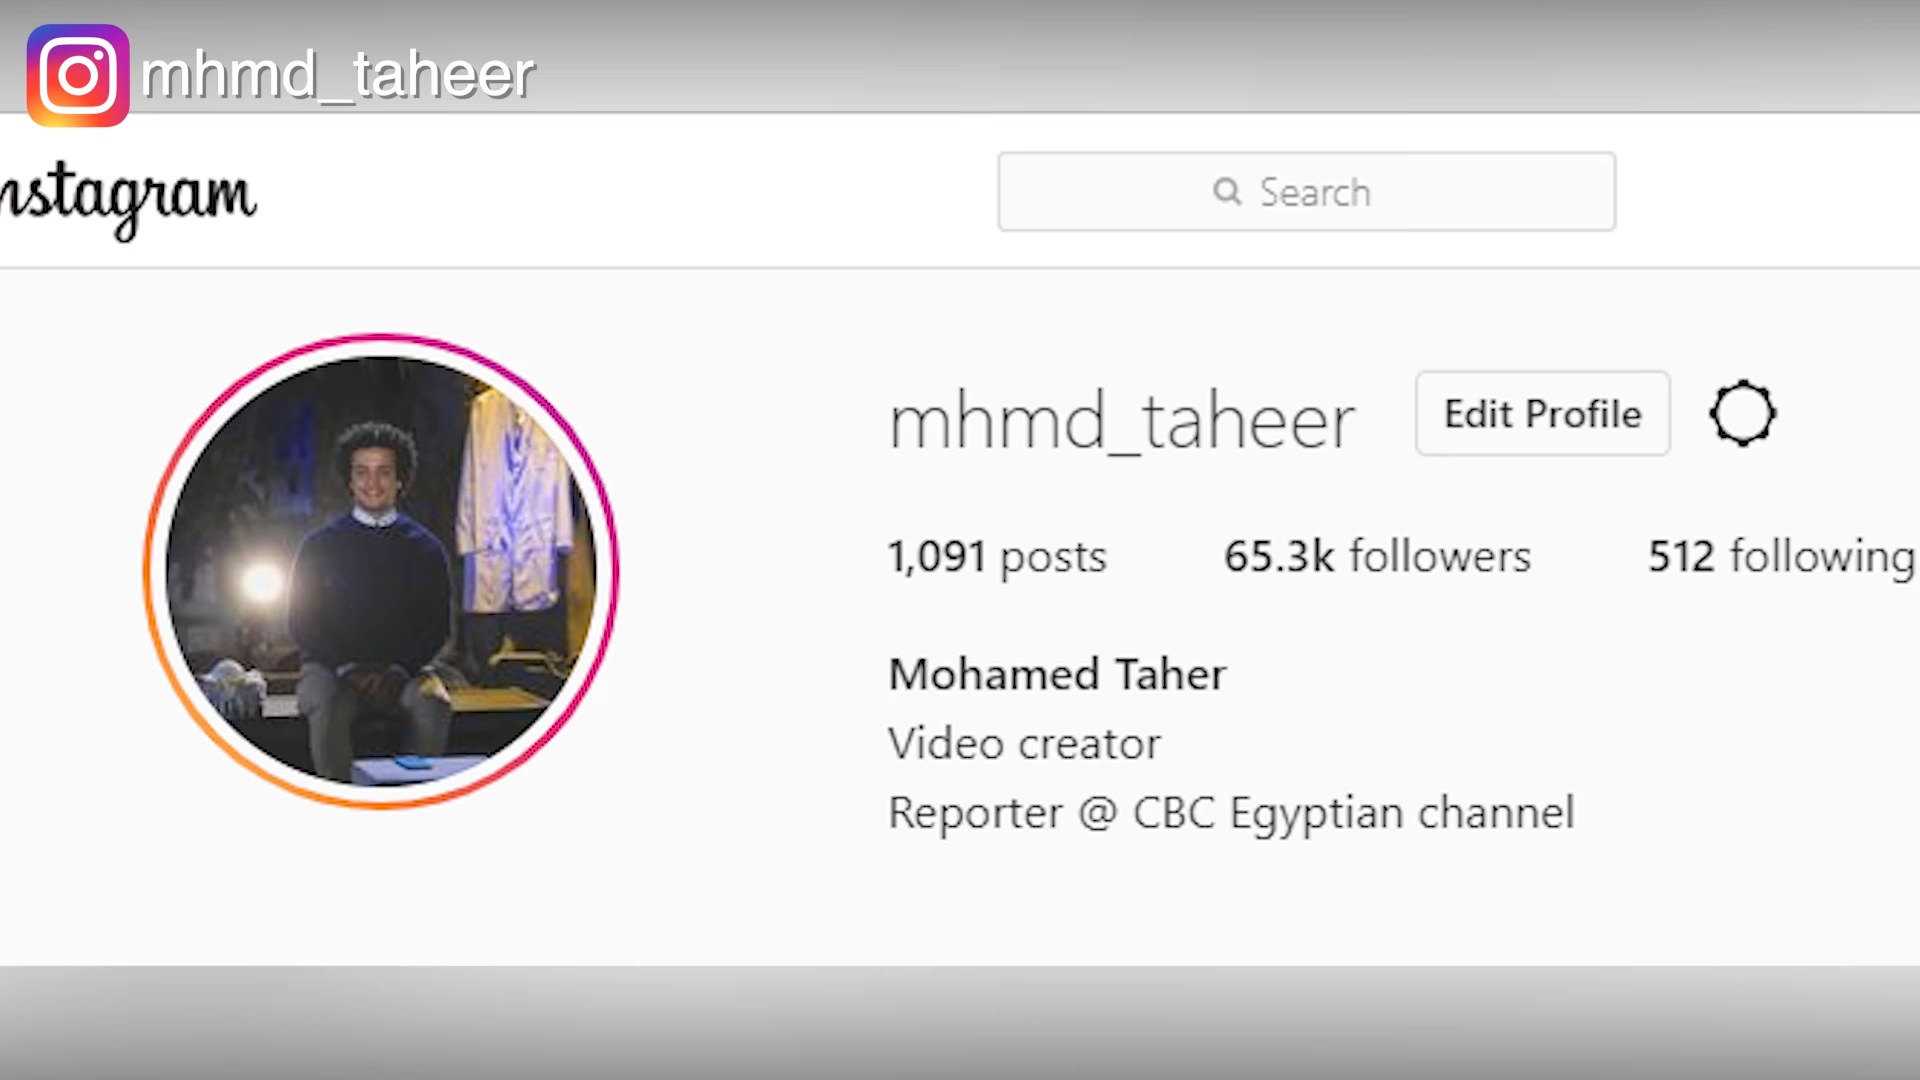 mhmd_taheer
Instagram
Search
mhmd_taheer
Edit Profile
1,091 posts 65.3k followers 512 following
Mohamed Taher
Video creator
Reporter @ CBC Egyptian channel